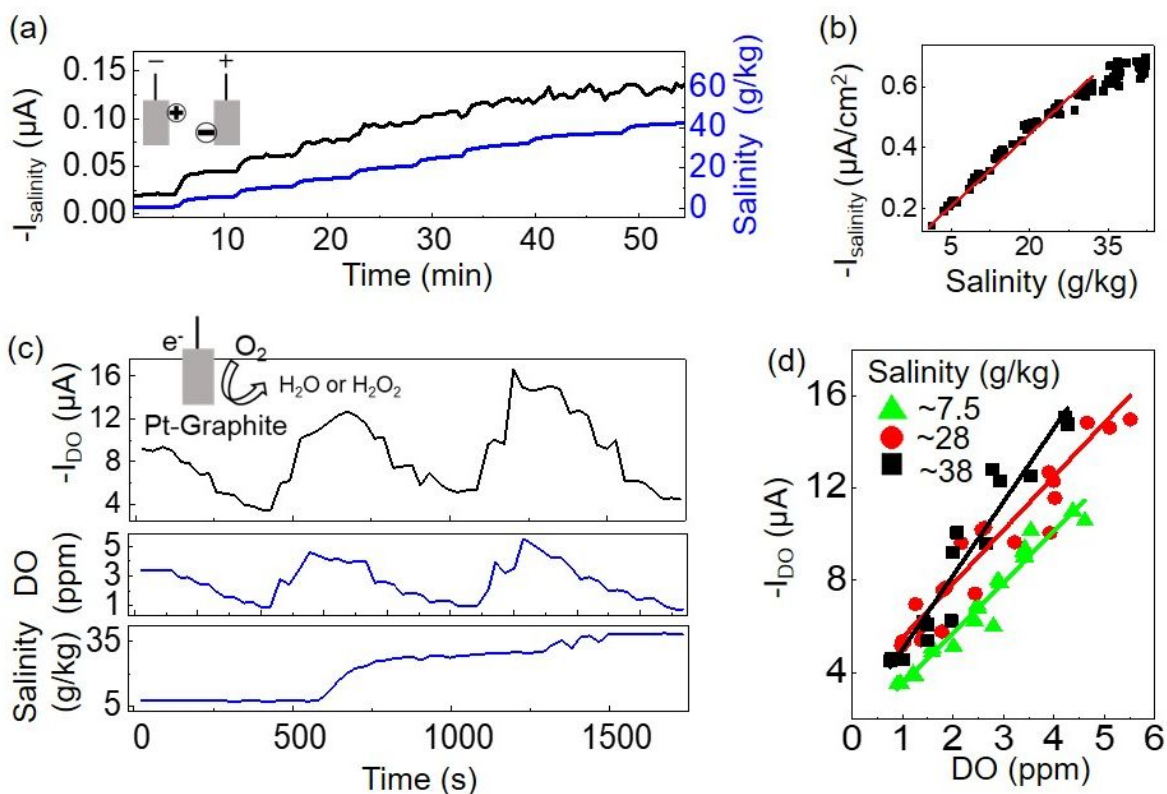 (a)
-I_salinity (μA)
0.15
0.10
0.05
0.00
− +
+ −
60
40
20
0
Salinity (g/kg)
10 20 30 40 50
Time (min)
(b)
-I_salinity (μA/cm²)
0.6
0.4
0.2
5 20 35
Salinity (g/kg)
(c)
e⁻ O₂
H₂O or H₂O₂
Pt-Graphite
-I_DO (μA)
16
12
8
4
DO
(ppm)
5
3
1
Salinity
(g/kg)
35
5
0 500 1000 1500
Time (s)
(d)
-I_DO (μA)
16
12
8
4
Salinity (g/kg)
~7.5
~28
~38
0 1 2 3 4 5 6
DO (ppm)